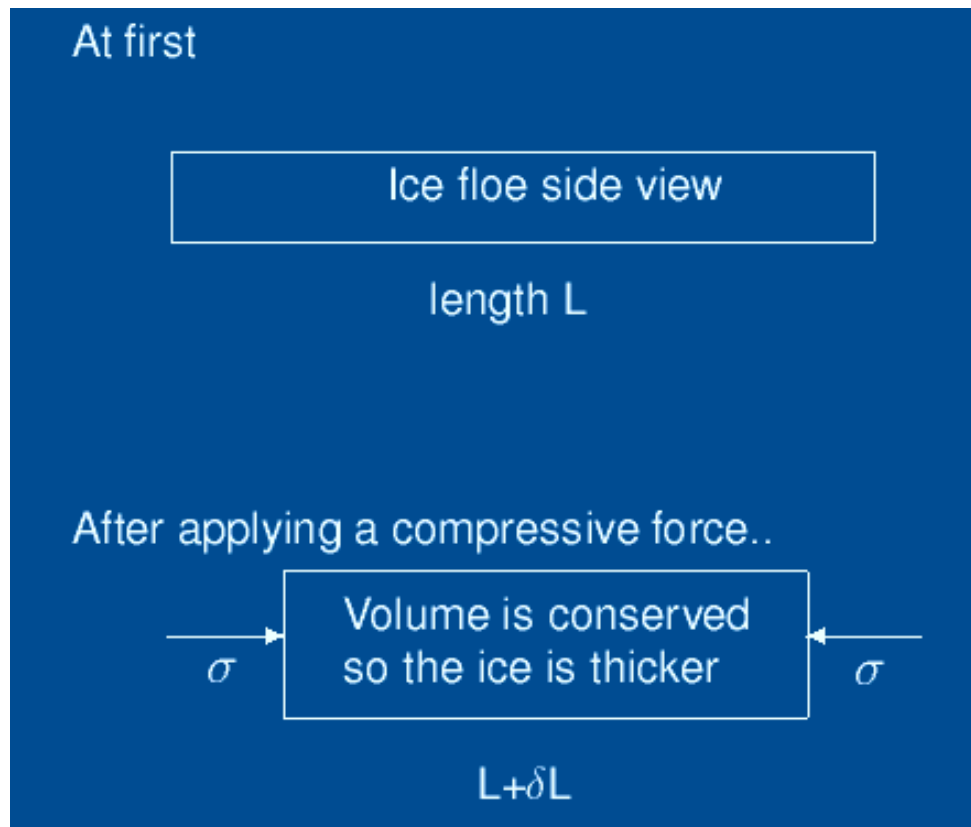 At first
Ice floe side view
length L
After applying a compressive force..
Volume is conserved
so the ice is thicker
σ
σ
L+δL